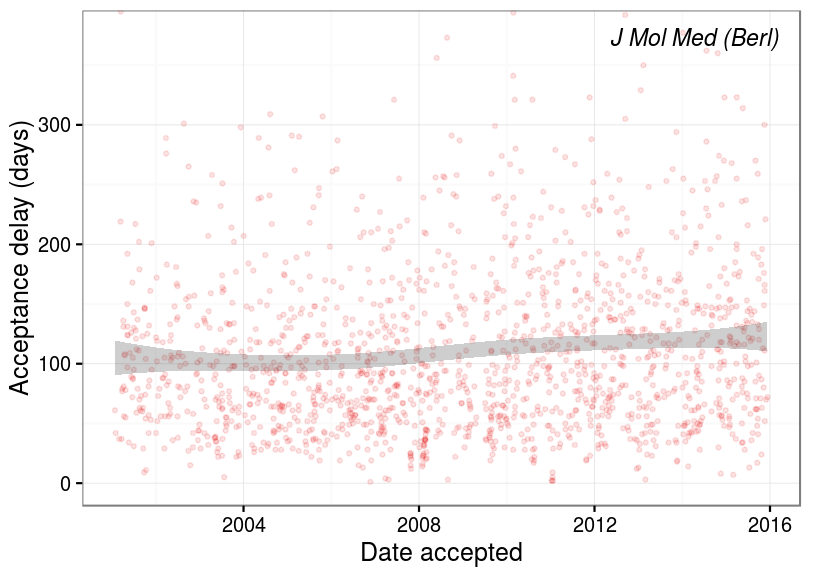 J Mol Med (Berl)
Acceptance delay (days)
300
200
100
0
2004 2008 2012 2016
Date accepted